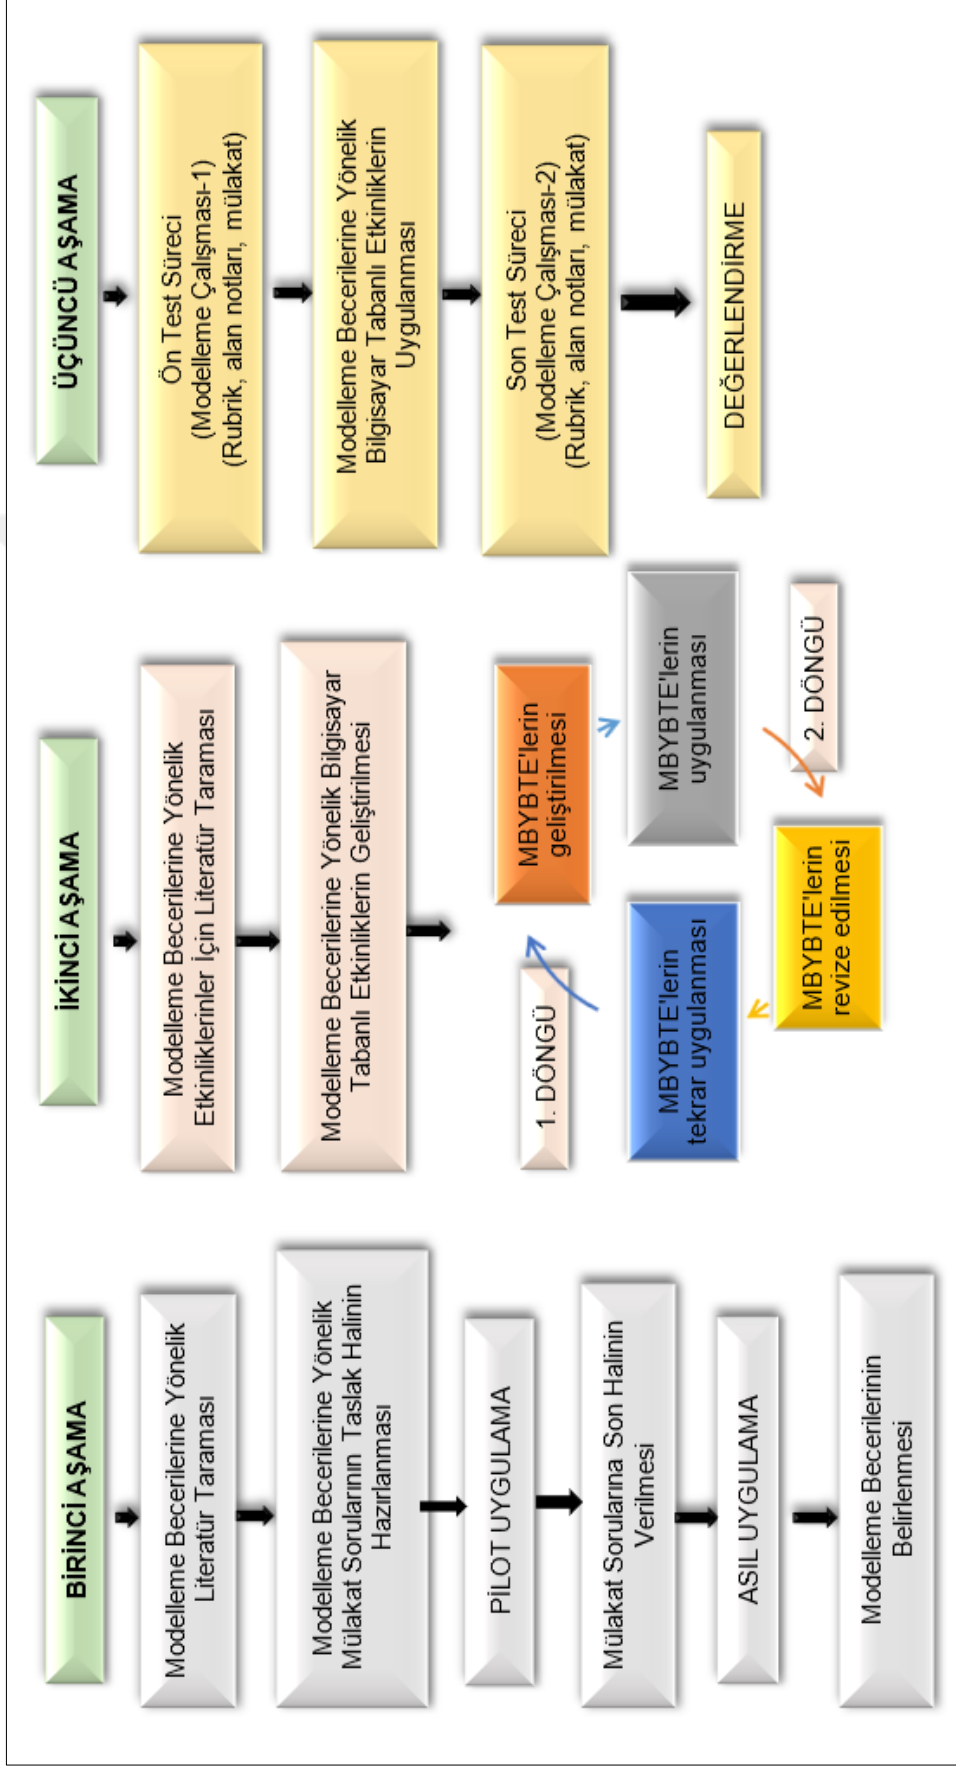 BİRİNCİ AŞAMA
Modelleme Becerilerine Yönelik
Literatür Taraması
Modelleme Becerilerine Yönelik
Mülakat Sorularının Taslak Halinin
Hazırlanması
PİLOT UYGULAMA
Mülakat Sorularına Son Halinin
Verilmesi
ASIL UYGULAMA
Modelleme Becerilerinin
Belirlenmesi
İKİNCİ AŞAMA
Modelleme Becerilerine Yönelik
Etkinliklerinler İçin Literatür Taraması
Modelleme Becerilerine Yönelik Bilgisayar
Tabanlı Etkinliklerin Geliştirilmesi
1. DÖNGÜ
MBYBTE'lerin
geliştirilmesi
MBYBTE'lerin
uygulanması
2. DÖNGÜ
MBYBTE'lerin
revize edilmesi
MBYBTE'lerin
tekrar uygulanması
ÜÇÜNCÜ AŞAMA
Ön Test Süreci
(Modelleme Çalışması-1)
(Rubrik, alan notları, mülakat)
Modelleme Becerilerine Yönelik
Bilgisayar Tabanlı Etkinliklerin
Uygulanması
Son Test Süreci
(Modelleme Çalışması-2)
(Rubrik, alan notları, mülakat)
DEĞERLENDİRME